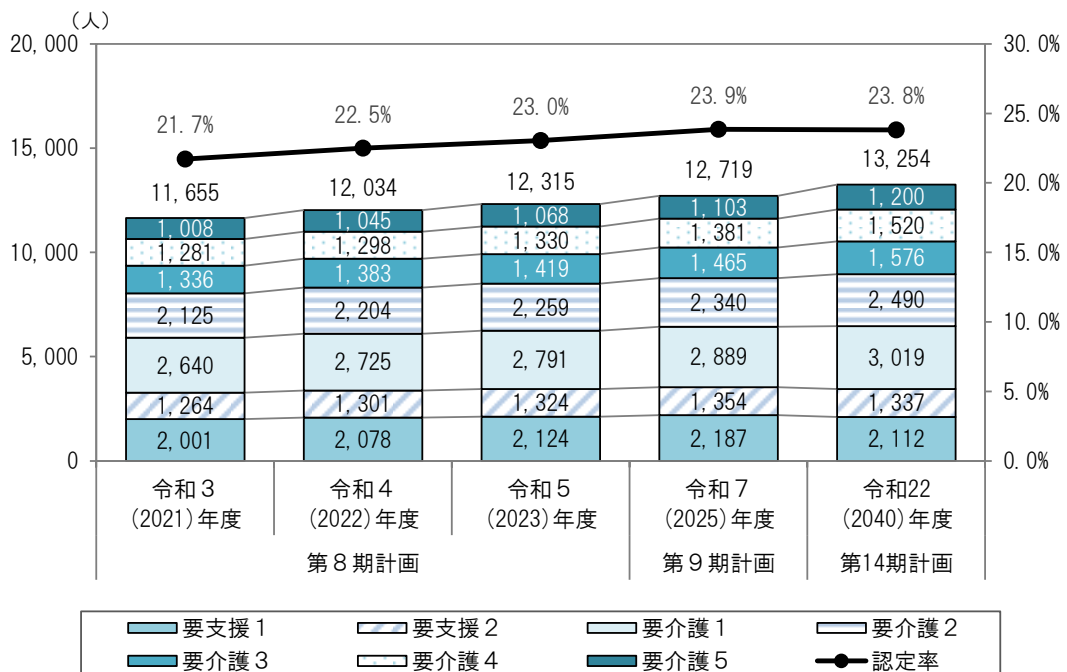 （人）
20,000
15,000
10,000
5,000
0
30.0%
25.0%
20.0%
15.0%
10.0%
5.0%
0.0%
21.7%
22.5%
23.0%
23.9%
23.8%
11,655
12,034
12,315
12,719
13,254
1,008
1,045
1,068
1,103
1,200
1,281
1,298
1,330
1,381
1,520
1,336
1,383
1,419
1,465
1,576
2,125
2,204
2,259
2,340
2,490
2,640
2,725
2,791
2,889
3,019
1,264
1,301
1,324
1,354
1,337
2,001
2,078
2,124
2,187
2,112
令和３
(2021)年度
令和４
(2022)年度
令和５
(2023)年度
令和７
(2025)年度
令和22
(2040)年度
第８期計画
第９期計画
第14期計画
要支援１
要支援２
要介護１
要介護２
要介護３
要介護４
要介護５
認定率